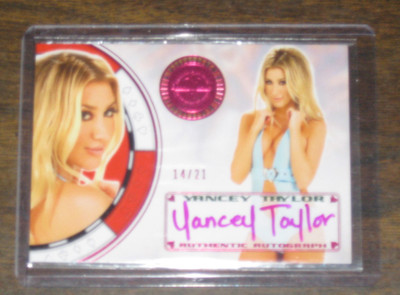 14/21
YANCEY TAYLOR
Yancey Taylor
AUTHENTIC AUTOGRAPH